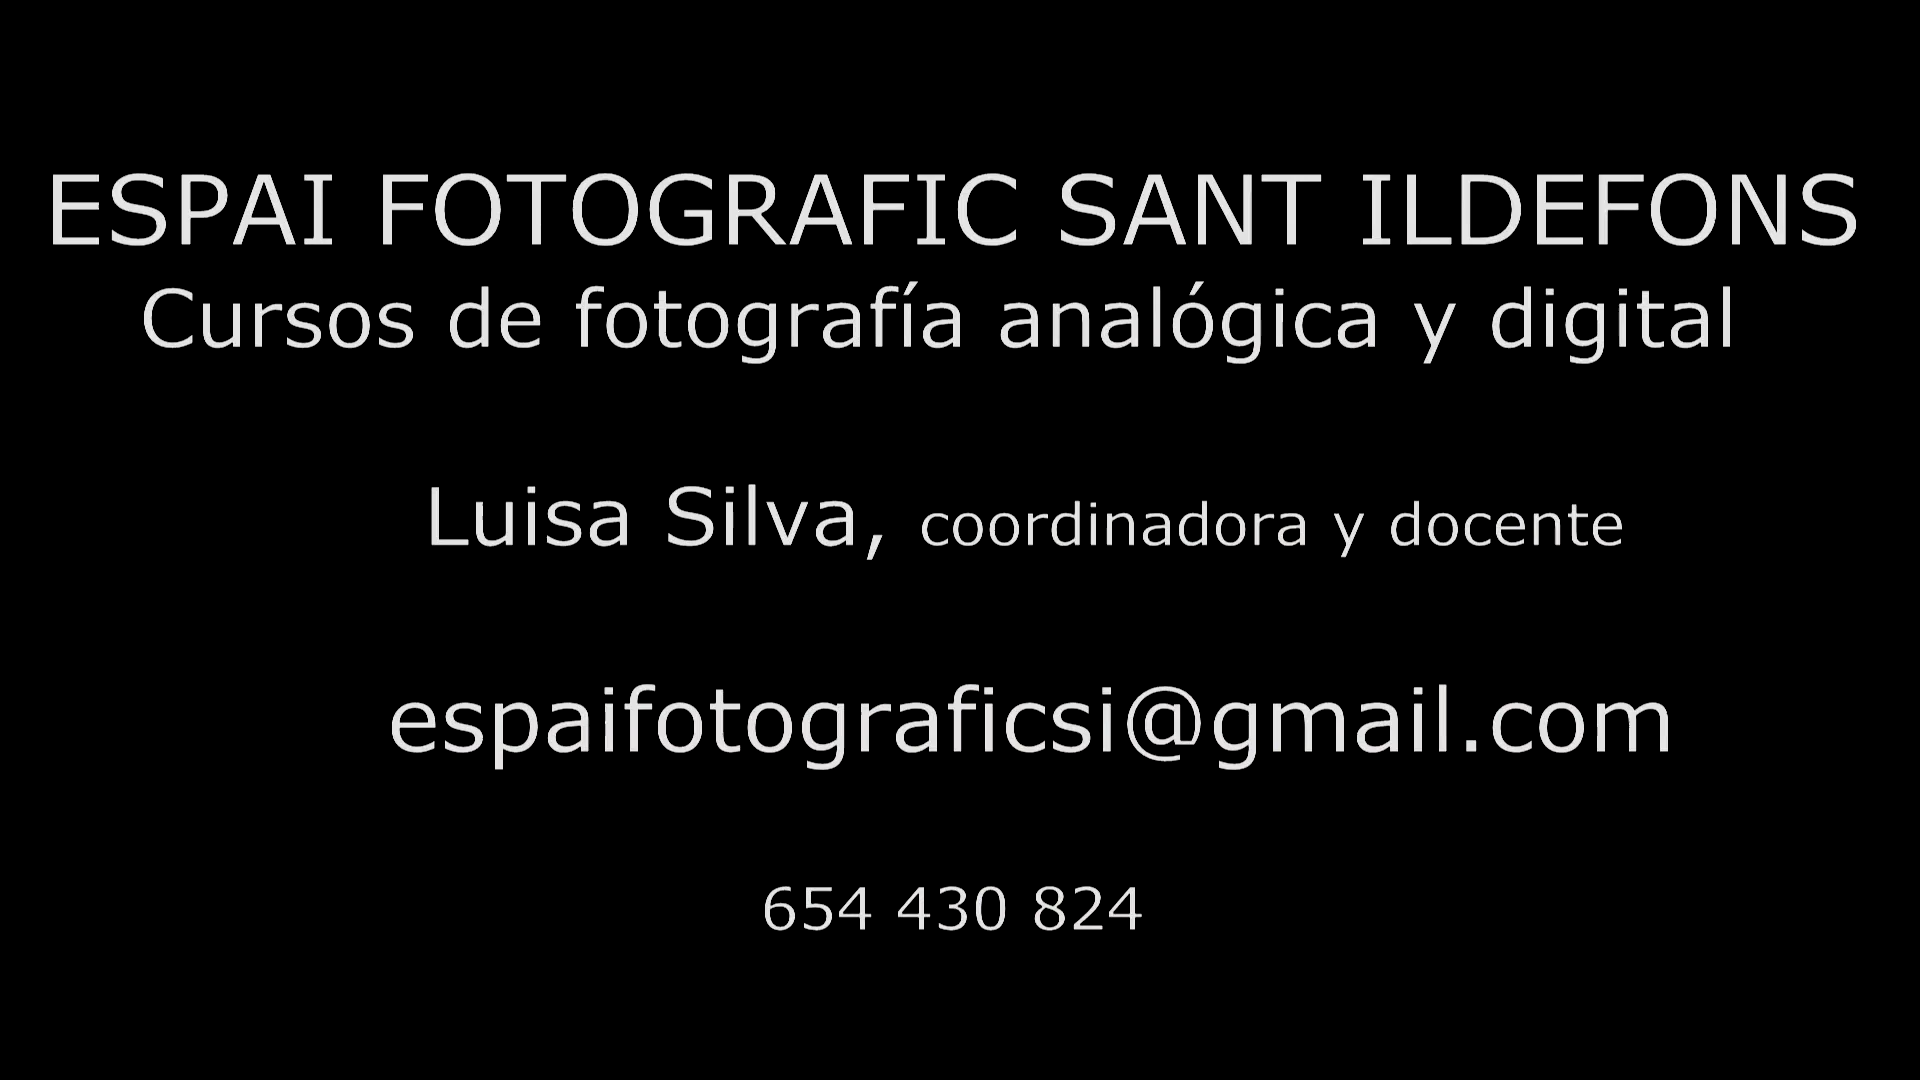 ESPAI FOTOGRAFIC SANT ILDEFONS
Cursos de fotografía analógica y digital
Luisa Silva, coordinadora y docente
espaifotograficsi@gmail.com
654 430 824